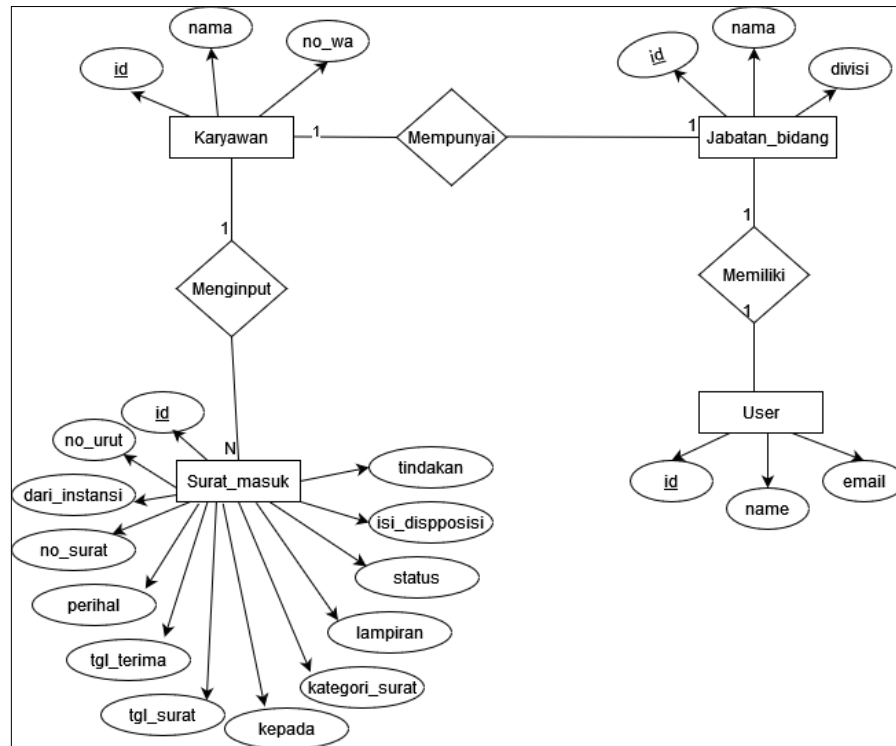 nama
no_wa
id
Karyawan
1
Mempunyai
1
id
nama
divisi
Jabatan_bidang
1
Menginput
N
1
Memiliki
1
User
id
name
email
id
no_urut
dari_instansi
no_surat
perihal
tgl_terima
tgl_surat
kepada
kategori_surat
lampiran
status
isi_dispposisi
tindakan
Surat_masuk